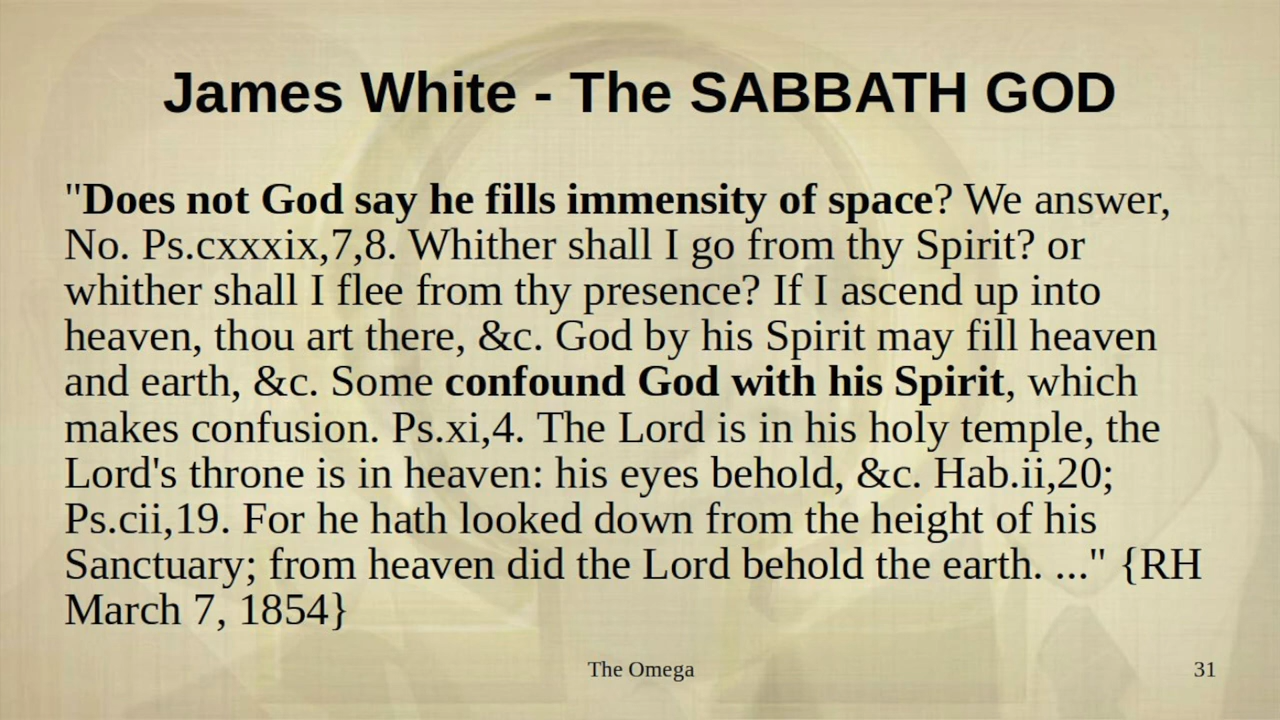 James White - The SABBATH GOD
"Does not God say he fills immensity of space? We answer,
No. Ps.cxxxix,7,8. Whither shall I go from thy Spirit? or
whither shall I flee from thy presence? If I ascend up into
heaven, thou art there, &c. God by his Spirit may fill heaven
and earth, &c. Some confound God with his Spirit, which
makes confusion. Ps.xi,4. The Lord is in his holy temple, the
Lord's throne is in heaven: his eyes behold, &c. Hab.ii,20;
Ps.cii,19. For he hath looked down from the height of his
Sanctuary; from heaven did the Lord behold the earth. ..." {RH
March 7, 1854}
The Omega
31